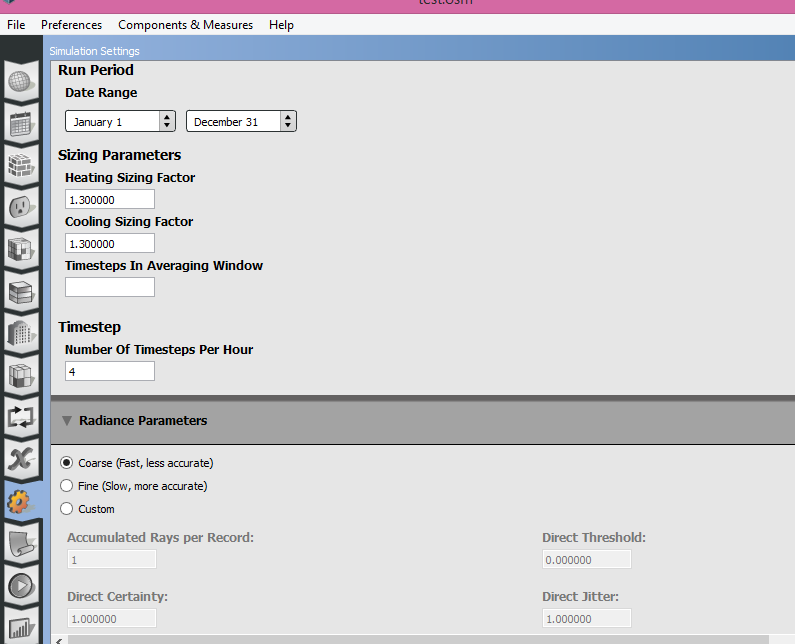 test.osm
File Preferences Components & Measures Help
Simulation Settings
Run Period
Date Range
January 1 December 31
Sizing Parameters
Heating Sizing Factor
1.300000
Cooling Sizing Factor
1.300000
Timesteps In Averaging Window
Timestep
Number Of Timesteps Per Hour
4
Radiance Parameters
Coarse (Fast, less accurate)
Fine (Slow, more accurate)
Custom
Accumulated Rays per Record: Direct Threshold:
1 0.000000
Direct Certainty: Direct Jitter:
1.000000 1.000000